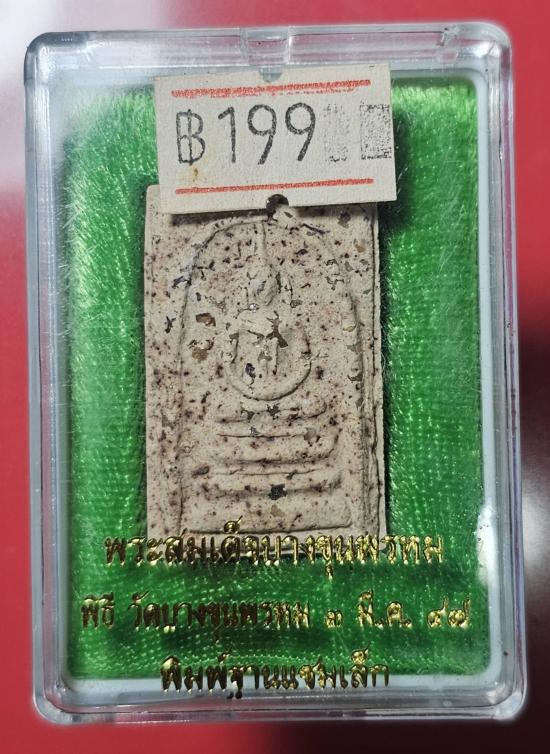 ฿199
พระสมเด็จบางขุนพรหม
พิธี วัดบางขุนพรหม ๓ มี.ค. ๔๗
พิมพ์ฐานแซมเล็ก